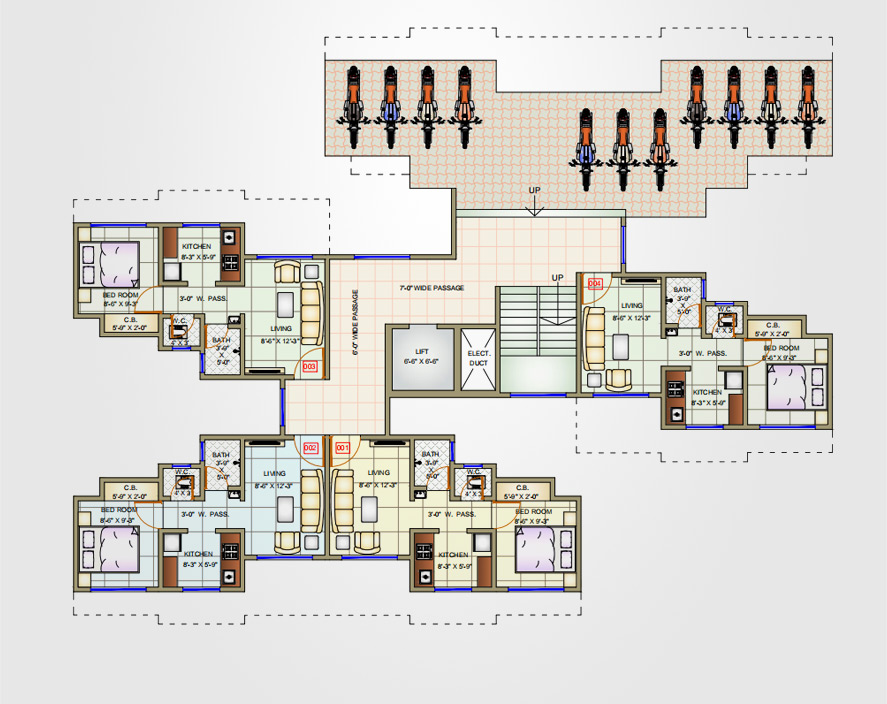 UP
UP
7'-0" WIDE PASSAGE
6'-0" WIDE PASSAGE
LIFT
6'-6" X 6'-6"
ELECT.
DUCT
KITCHEN
8'-3" X 5'-9"
BED ROOM
8'-6" X 9'-3"
3'-0" W. PASS.
C.B.
5'-9" X 2'-0"
W.C.
4' X 3'
BATH
3'-9"
X
5'-0"
LIVING
8'-6" X 12'-3"
003
004
LIVING
8'-6" X 12'-3"
BATH
3'-9"
X
5'-0"
W.C.
4' X 3'
C.B.
5'-9" X 2'-0"
3'-0" W. PASS.
BED ROOM
8'-6" X 9'-3"
KITCHEN
8'-3" X 5'-9"
002
BATH
3'-9"
X
5'-0"
W.C.
4' X 3'
C.B.
5'-9" X 2'-0"
LIVING
8'-6" X 12'-3"
BED ROOM
8'-6" X 9'-3"
3'-0" W. PASS.
KITCHEN
8'-3" X 5'-9"
001
LIVING
8'-6" X 12'-3"
BATH
3'-9"
X
5'-0"
W.C.
4' X 3'
C.B.
5'-9" X 2'-0"
3'-0" W. PASS.
BED ROOM
8'-6" X 9'-3"
KITCHEN
8'-3" X 5'-9"